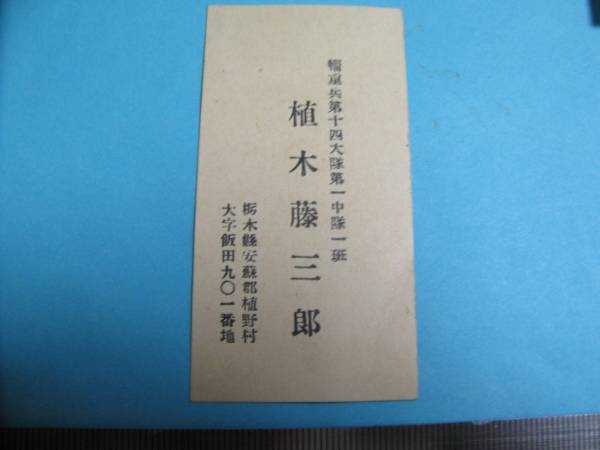 輜重兵第十四大隊第一中隊一班
植木藤三郎
栃木縣安蘇郡植野村
大字飯田九〇一番地